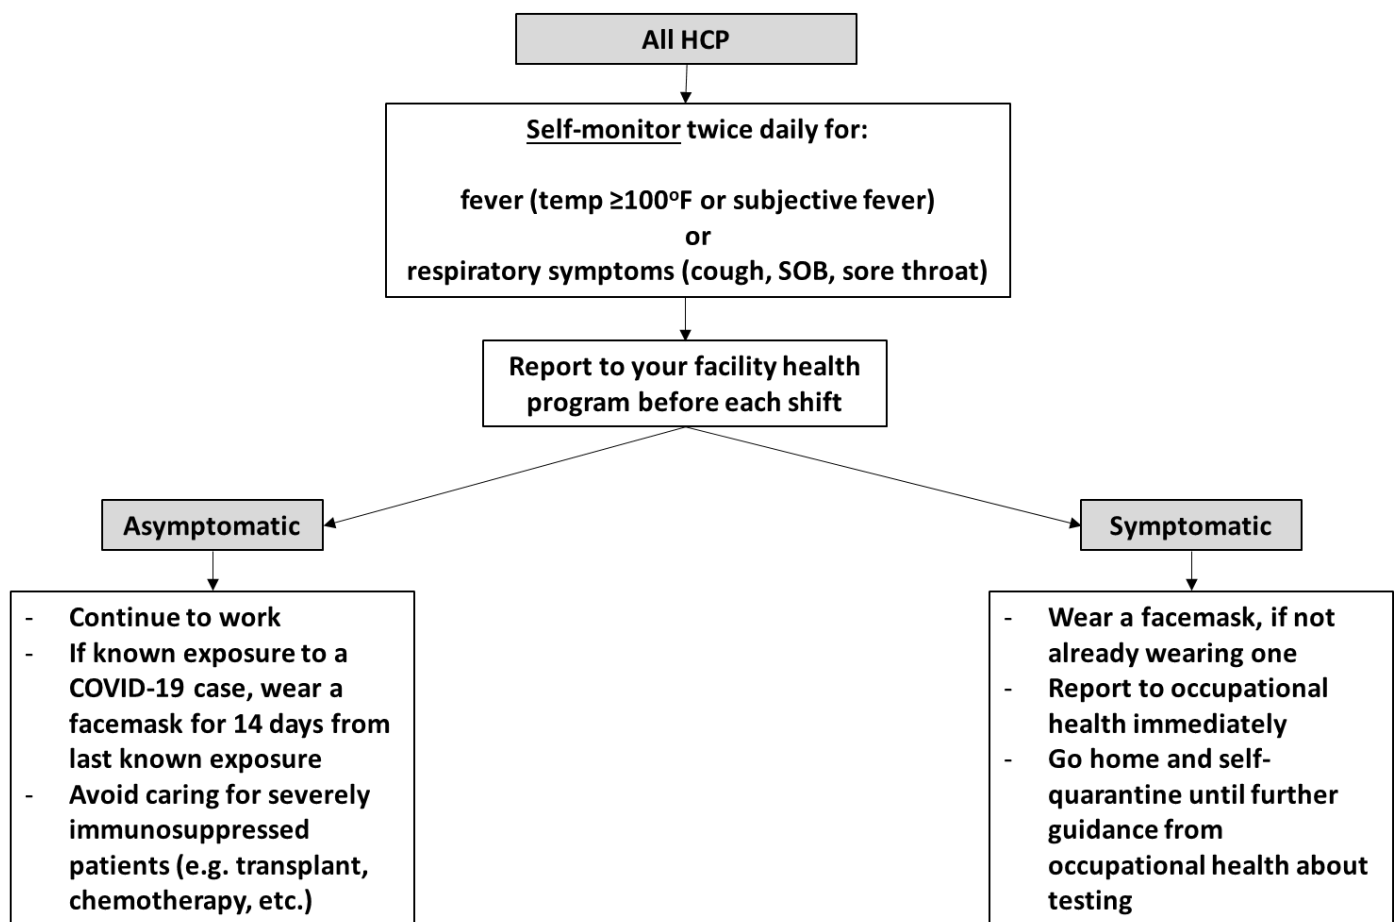 All HCP
Self-monitor twice daily for:
fever (temp ≥100ºF or subjective fever)
or
respiratory symptoms (cough, SOB, sore throat)
Report to your facility health
program before each shift
Asymptomatic
- Continue to work
- If known exposure to a
COVID-19 case, wear a
facemask for 14 days from
last known exposure
- Avoid caring for severely
immunosuppressed
patients (e.g. transplant,
chemotherapy, etc.)
Symptomatic
- Wear a facemask, if not
already wearing one
- Report to occupational
health immediately
- Go home and self-
quarantine until further
guidance from
occupational health about
testing